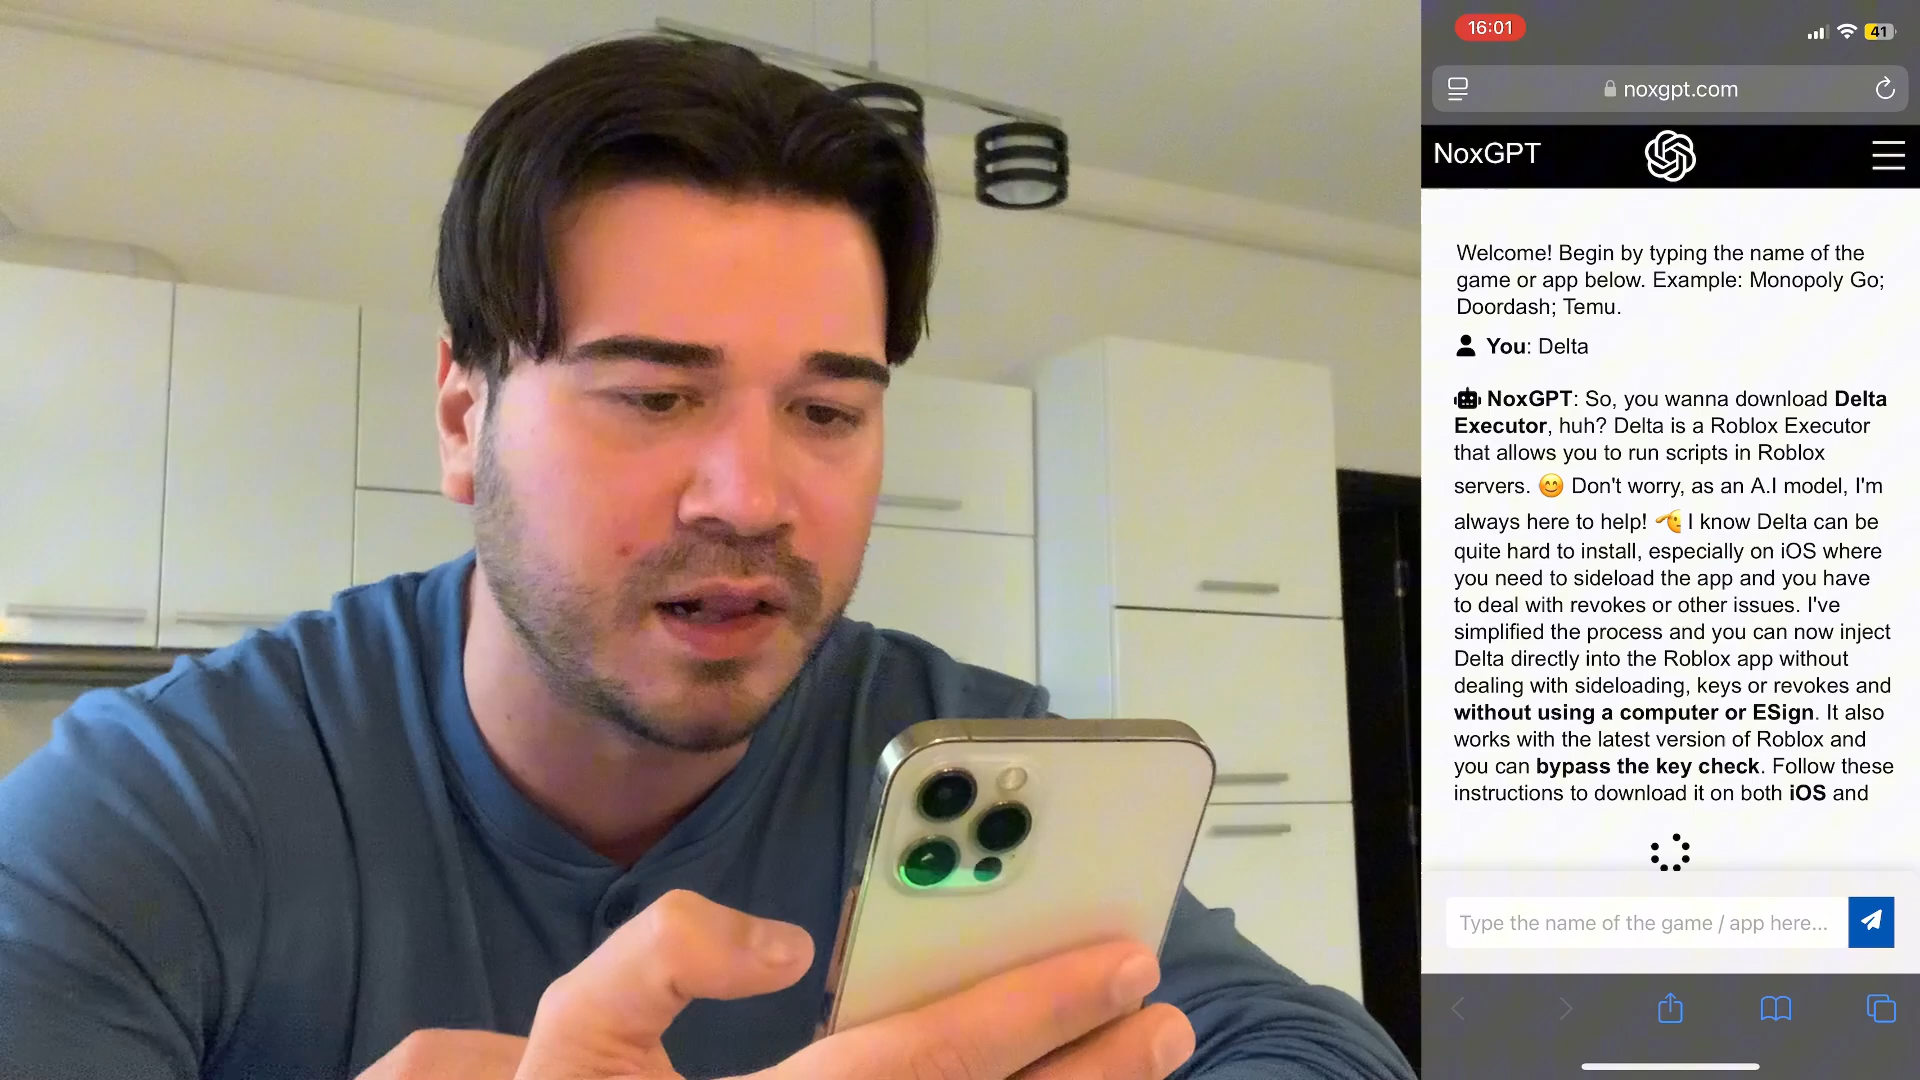 16:01
41
noxgpt.com
NoxGPT
Welcome! Begin by typing the name of the
game or app below. Example: Monopoly Go;
Doordash; Temu.
You: Delta
NoxGPT: So, you wanna download Delta
Executor, huh? Delta is a Roblox Executor
that allows you to run scripts in Roblox
servers. 😊 Don't worry, as an A.I model, I'm
always here to help! 🫡 I know Delta can be
quite hard to install, especially on iOS where
you need to sideload the app and you have
to deal with revokes or other issues. I've
simplified the process and you can now inject
Delta directly into the Roblox app without
dealing with sideloading, keys or revokes and
without using a computer or ESign. It also
works with the latest version of Roblox and
you can bypass the key check. Follow these
instructions to download it on both iOS and
Type the name of the game / app here...